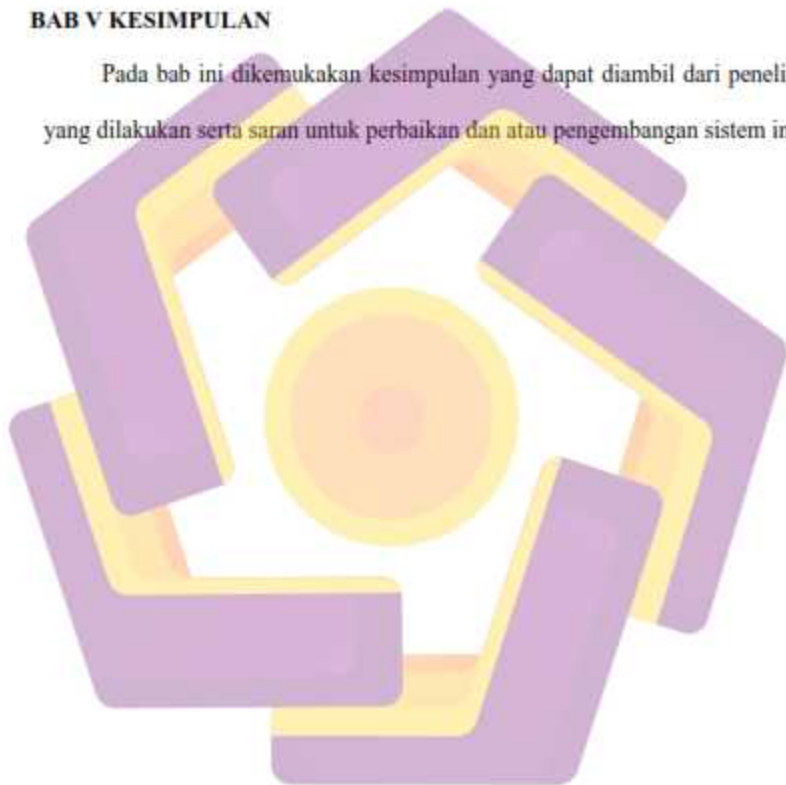 BAB V KESIMPULAN
Pada bab ini dikemukakan kesimpulan yang dapat diambil dari peneli
yang dilakukan serta saran untuk perbaikan dan atau pengembangan sistem in